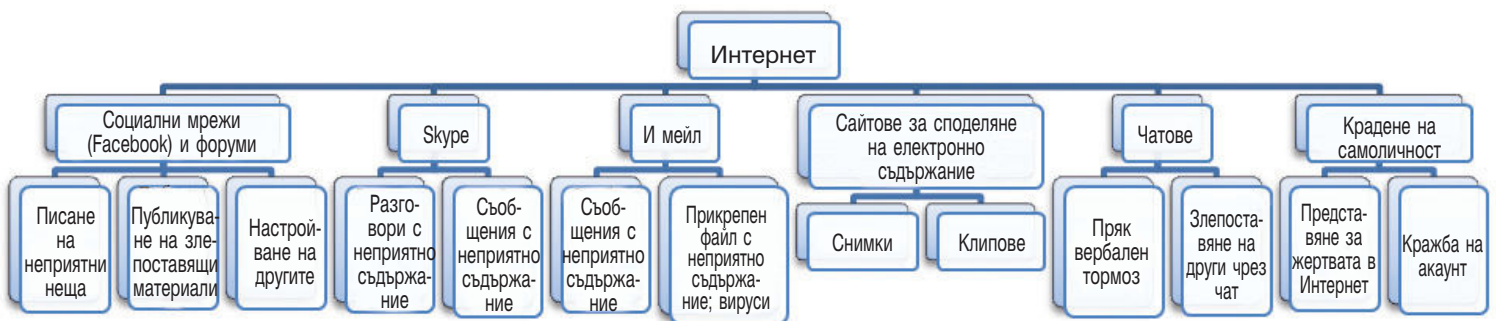 Интернет
Социални мрежи
(Facebook) и форуми
Skype
И мейл
Сайтове за споделяне
на електронно
съдържание
Чатове
Крадене на
самоличност
Писане
на
неприятни
неща
Публикува-
не на зле-
поставящи
материали
Настрой-
ване на
другите
Разго-
вори с
неприятно
съдържа-
ние
Съоб-
щения с
неприятно
съдържа-
ние
Съоб-
щения с
неприятно
съдържа-
ние
Прикрепен
файл с
неприятно
съдържа-
ние; вируси
Снимки
Клипове
Пряк
вербален
тормоз
Злепоста-
вяне на
други чрез
чат
Предста-
вяне за
жертвата в
Интернет
Кражба на
акаунт